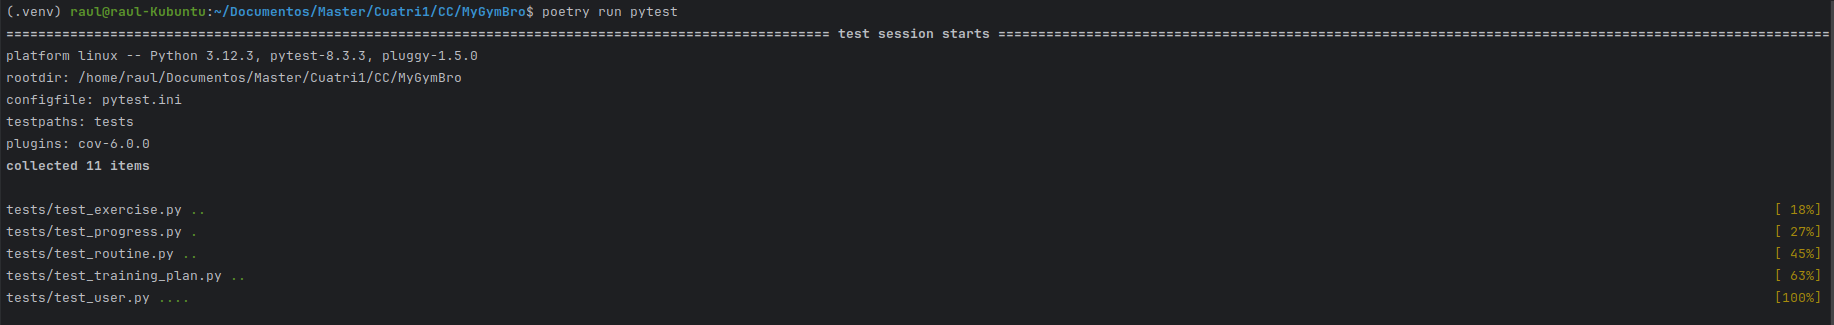 (.venv) raul@raul-Kubuntu:~/Documentos/Master/Cuatri1/CC/MyGymBro$ poetry run pytest
======================================================================================================= test session starts ========================================================================================================
platform linux -- Python 3.12.3, pytest-8.3.3, pluggy-1.5.0
rootdir: /home/raul/Documentos/Master/Cuatri1/CC/MyGymBro
configfile: pytest.ini
testpaths: tests
plugins: cov-6.0.0
collected 11 items
tests/test_exercise.py .. [ 18%]
tests/test_progress.py . [ 27%]
tests/test_routine.py .. [ 45%]
tests/test_training_plan.py .. [ 63%]
tests/test_user.py .... [100%]